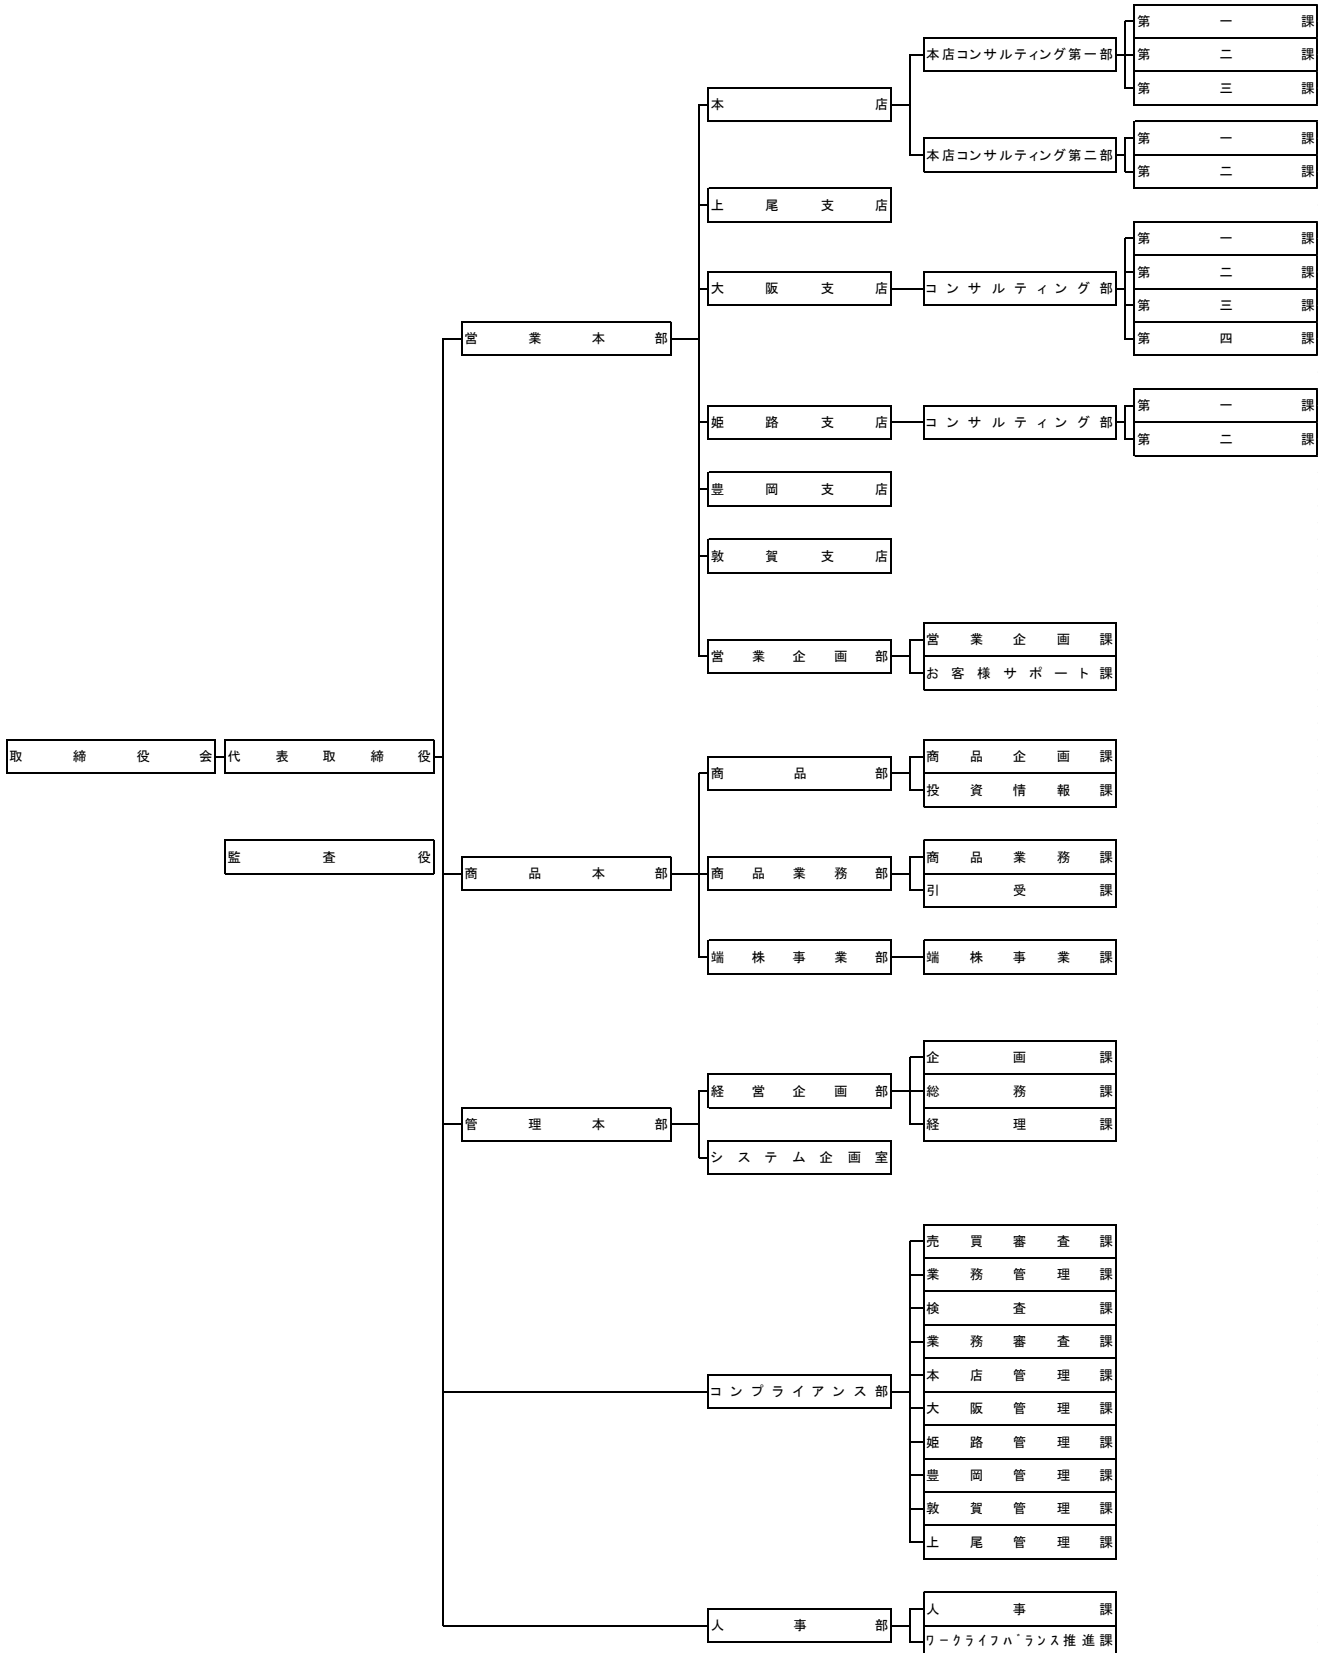 第一課
本店コンサルティング第一部
第二課
第三課
本店
第一課
本店コンサルティング第二部
第二課
上尾支店
第一課
第二課
大阪支店
コンサルティング部
第三課
営業本部
第四課
第一課
姫路支店
コンサルティング部
第二課
豊岡支店
敦賀支店
営業企画課
営業企画部
お客様サポート課
取締役会
代表取締役
商品企画課
商品部
投資情報課
監査役
商品業務課
商品本部
商品業務部
引受課
端株事業部
端株事業課
企画課
経営企画部
総務課
管理本部
経理課
システム企画室
売買審査課
業務管理課
検査課
業務審査課
本店管理課
コンプライアンス部
大阪管理課
姫路管理課
豊岡管理課
敦賀管理課
上尾管理課
人事課
人事部
ワークライフバランス推進課